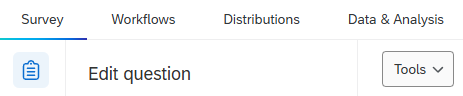 Survey Workflows Distributions Data & Analysis
Edit question Tools